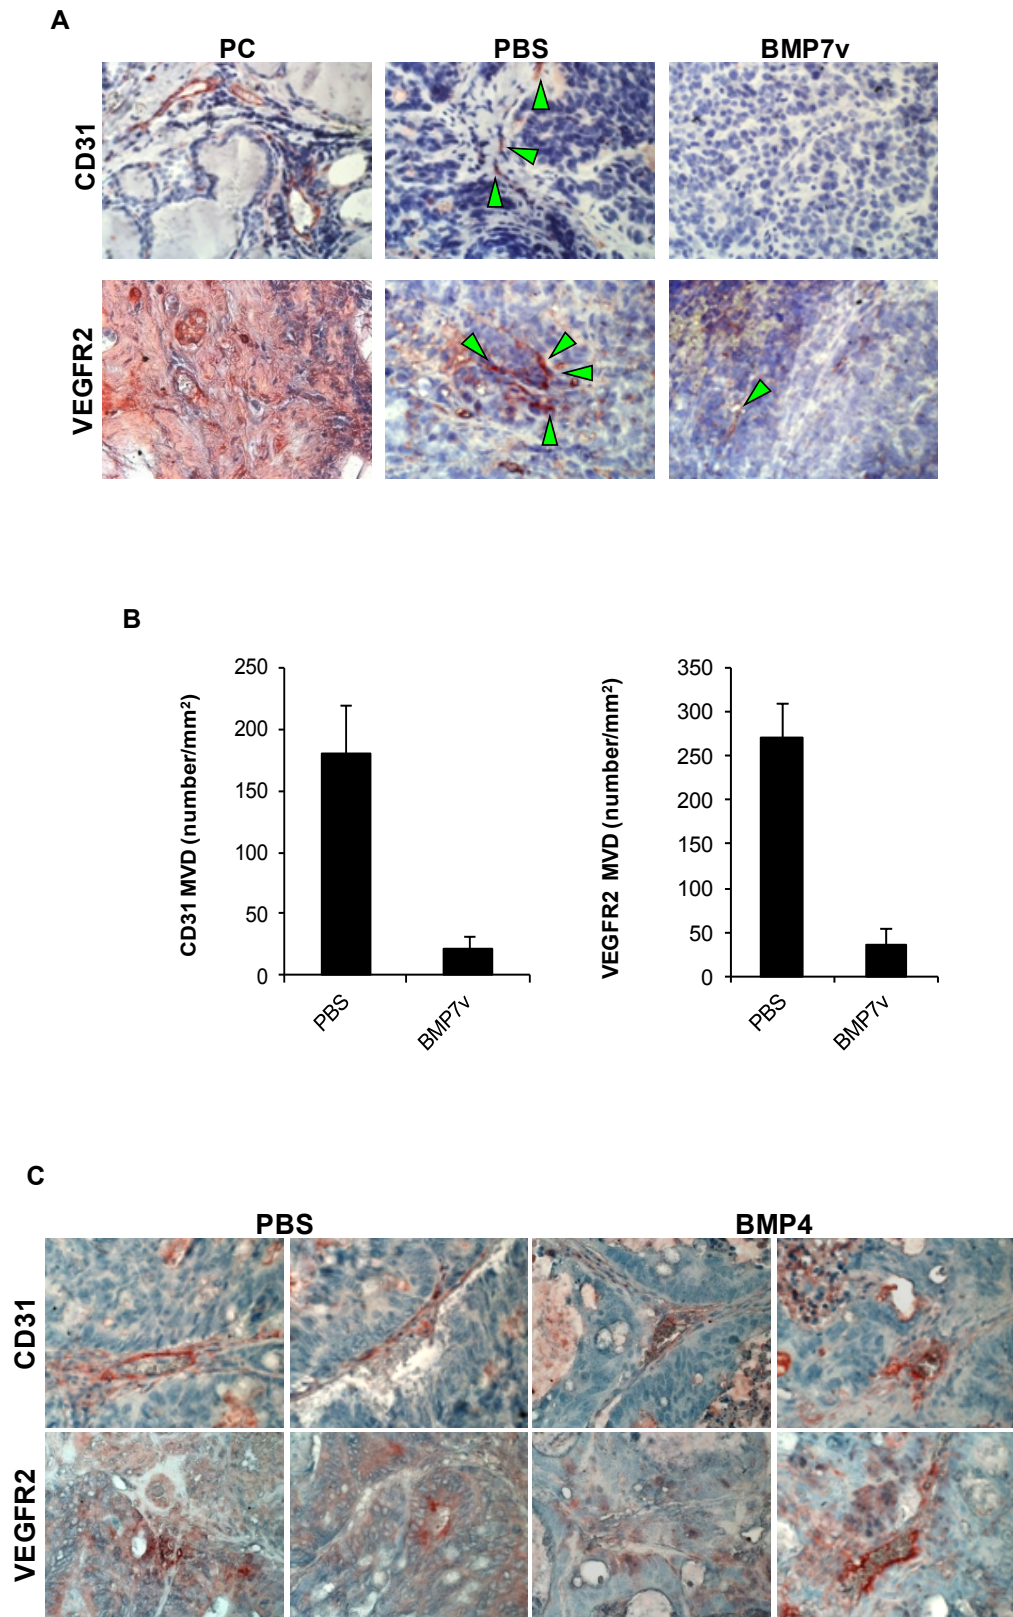 A
PC PBS BMP7v
CD31
VEGFR2
B
CD31 MVD (number/mm²)
250
200
150
100
50
0
PBS
BMP7v
VEGFR2 MVD (number/mm²)
350
300
250
200
150
100
50
0
PBS
BMP7v
C
PBS BMP4
CD31
VEGFR2